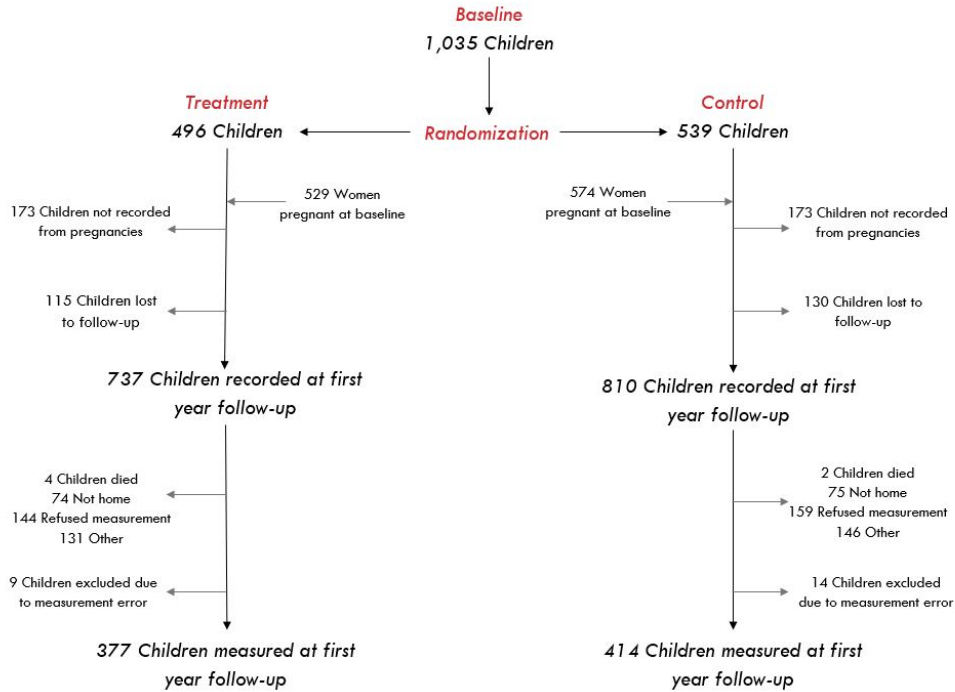 Baseline
1,035 Children
Treatment
496 Children
Randomization
Control
539 Children
529 Women
pregnant at baseline
173 Children not recorded
from pregnancies
115 Children lost
to follow-up
737 Children recorded at first
year follow-up
4 Children died
74 Not home
144 Refused measurement
131 Other
9 Children excluded due
to measurement error
377 Children measured at first
year follow-up
574 Women
pregnant at baseline
173 Children not recorded
from pregnancies
130 Children lost to
follow-up
810 Children recorded at first
year follow-up
2 Children died
75 Not home
159 Refused measurement
146 Other
14 Children excluded
due to measurement error
414 Children measured at first
year follow-up